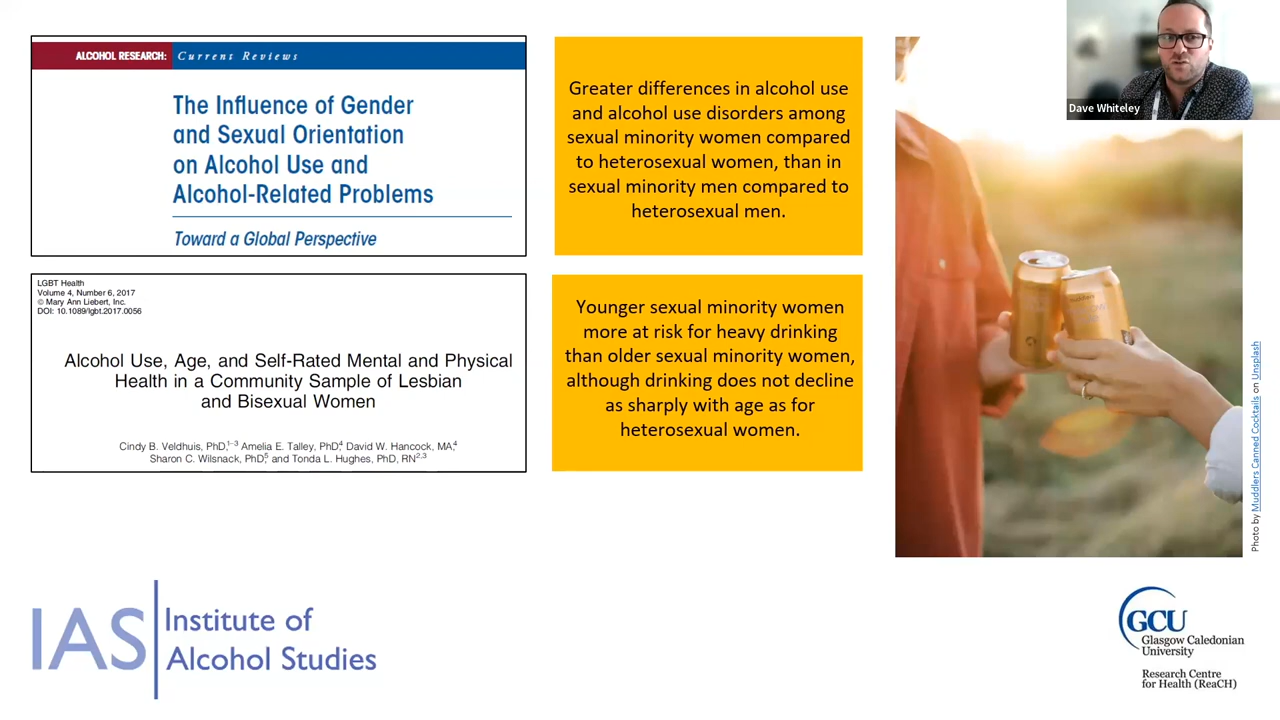 ALCOHOL RESEARCH: Current Reviews
The Influence of Gender
and Sexual Orientation
on Alcohol Use and
Alcohol-Related Problems
Toward a Global Perspective
Greater differences in alcohol use
and alcohol use disorders among
sexual minority women compared
to heterosexual women, than in
sexual minority men compared to
heterosexual men.
Dave Whiteley
LGBT Health
Volume 4, Number 6, 2017
© Mary Ann Liebert, Inc.
DOI: 10.1089/lgbt.2017.0056
Alcohol Use, Age, and Self-Rated Mental and Physical
Health in a Community Sample of Lesbian
and Bisexual Women
Cindy B. Veldhuis, PhD,1–3 Amelia E. Talley, PhD,4 David W. Hancock, MA,4
Sharon C. Wilsnack, PhD,5 and Tonda L. Hughes, PhD, RN2,3
Younger sexual minority women
more at risk for heavy drinking
than older sexual minority women,
although drinking does not decline
as sharply with age as for
heterosexual women.
Photo by Muddlers Canned Cocktails on Unsplash
IAS Institute of
Alcohol Studies
GCU
Glasgow Caledonian
University
Research Centre
for Health (ReaCH)